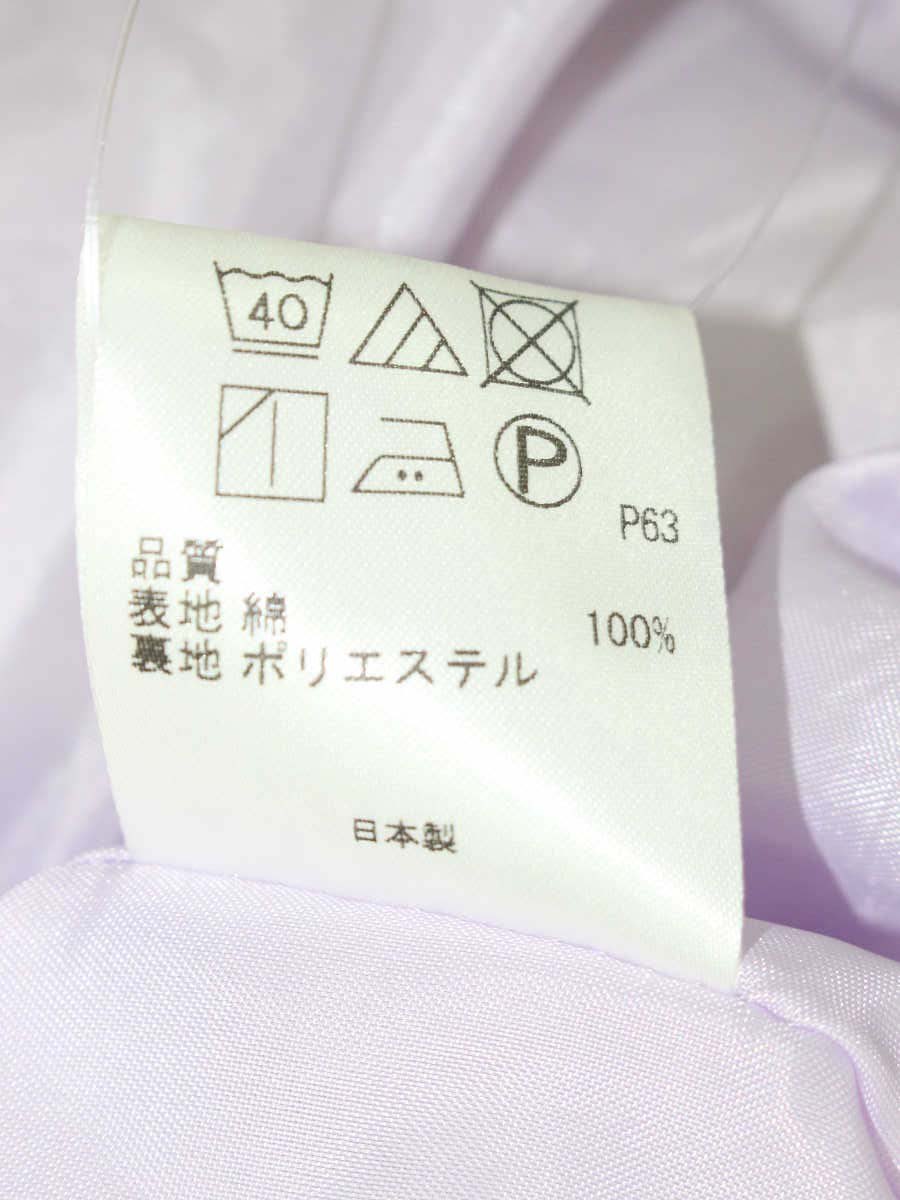 40
P
P63
品質
表地 綿 100%
裏地 ポリエステル
日本製